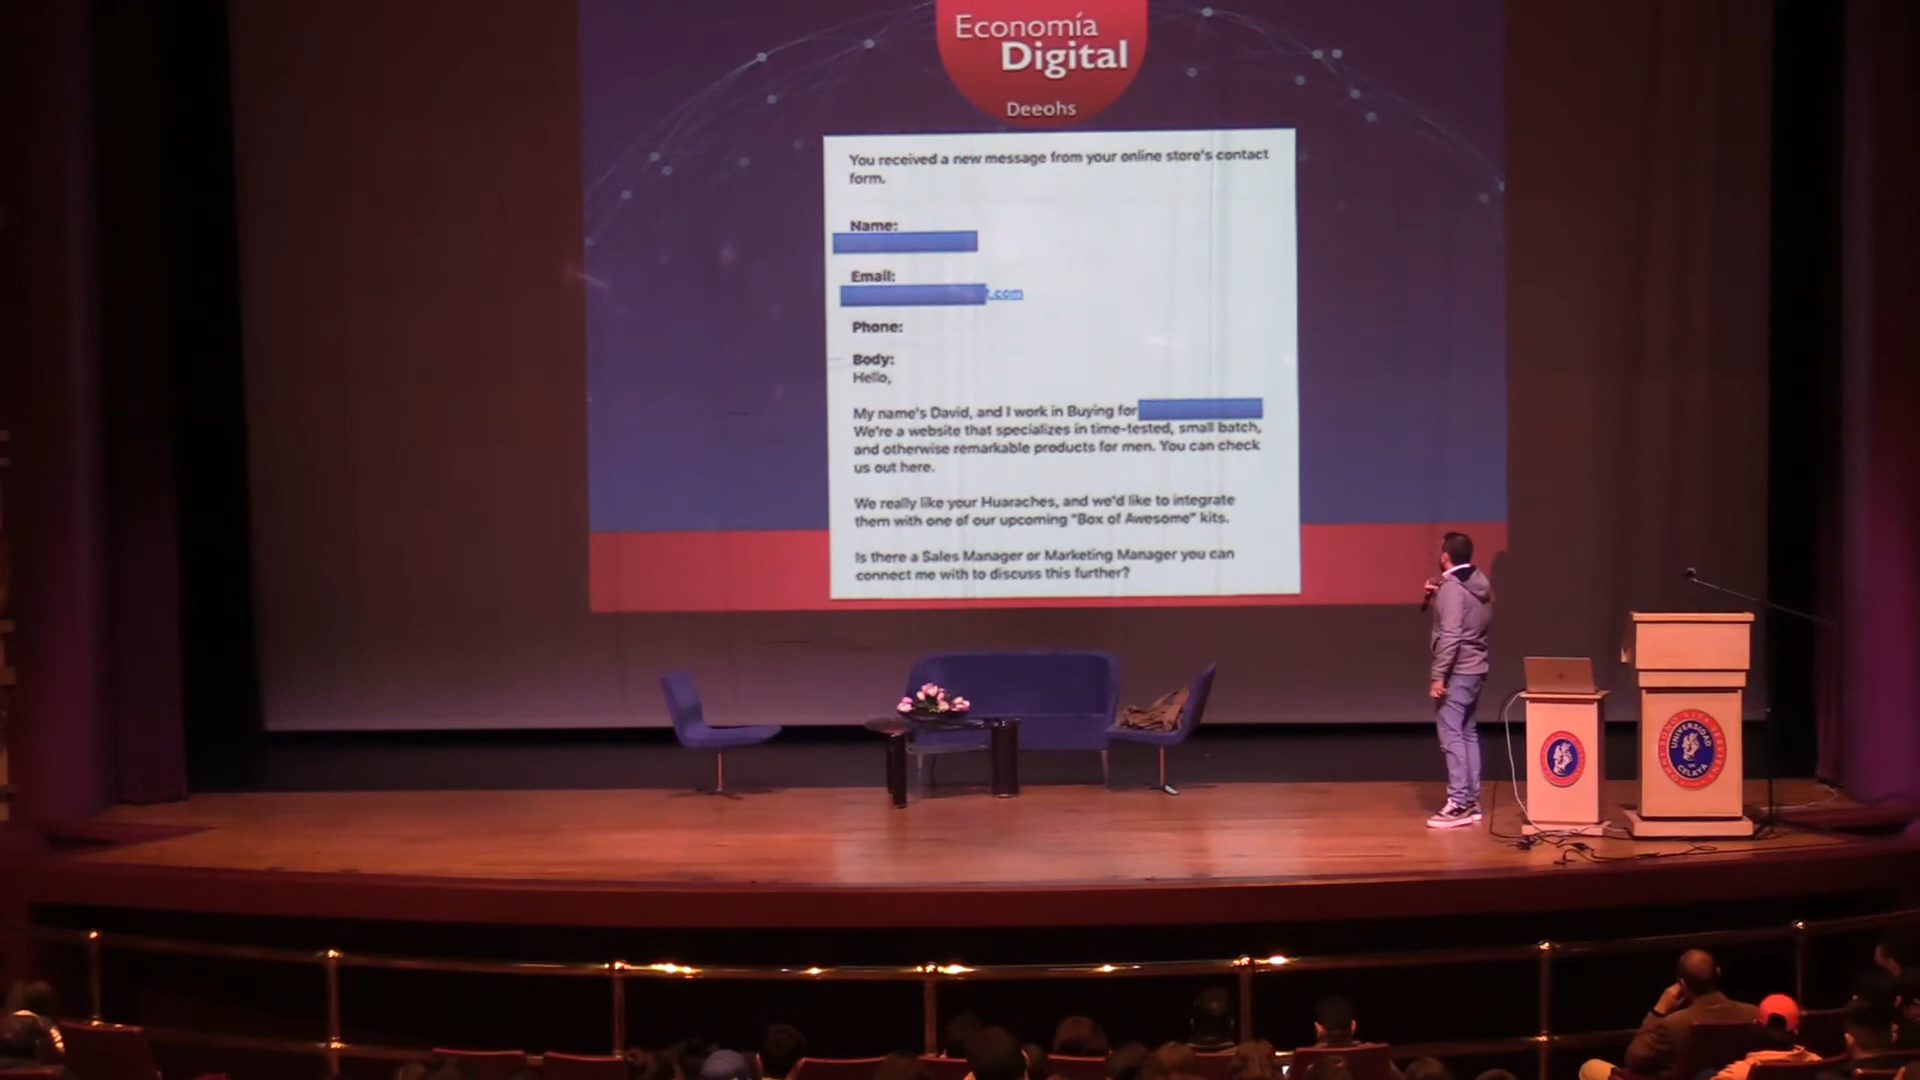 Economía
Digital
Deeohs
You received a new message from your online store's contact
form.
Name:
Email:
.com
Phone:
Body:
Hello,
My name's David, and I work in Buying for
We're a website that specializes in time-tested, small batch,
and otherwise remarkable products for men. You can check
us out here.
We really like your Huaraches, and we'd like to integrate
them with one of our upcoming "Box of Awesome" kits.
Is there a Sales Manager or Marketing Manager you can
connect me with to discuss this further?
UNIVERSIDAD
DE
CELAYA